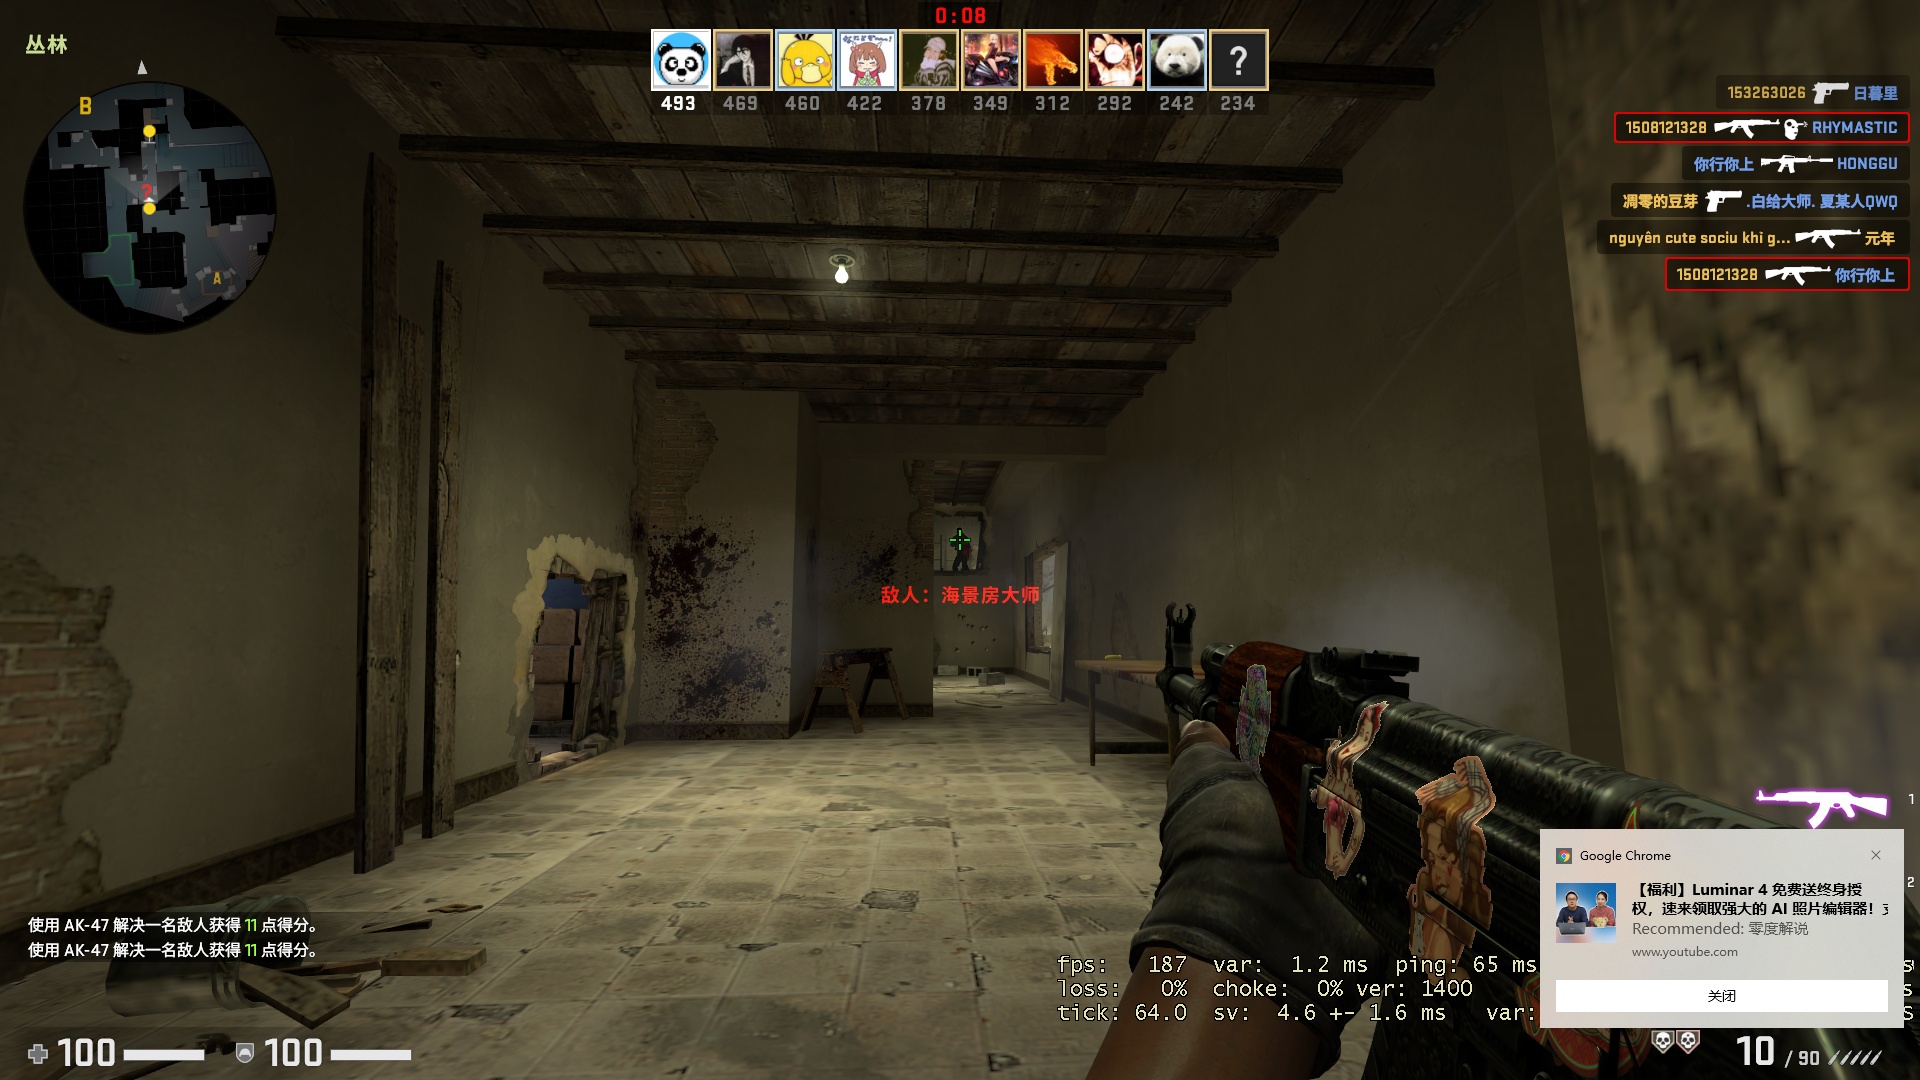 0:08
丛林
B
A
?
?
493 469 460 422 378 349 312 292 242 234
153263026 日暮里
1508121328 RHYMASTIC
你行你上 HONGGU
凋零的豆芽 .白给大师. 夏某人QWQ
nguyên cute sociu khỉ g... 元年
1508121328 你行你上
敌人：海景房大师
1
2
使用 AK-47 解决一名敌人获得 11 点得分。
使用 AK-47 解决一名敌人获得 11 点得分。
Google Chrome
【福利】Luminar 4 免费送终身授
权，速来领取强大的 AI 照片编辑器！
Recommended: 零度解说
www.youtube.com
关闭
fps: 187 var: 1.2 ms ping: 65 ms
loss: 0% choke: 0% ver: 1400
tick: 64.0 sv: 4.6 +- 1.6 ms var:
100 100
10 / 90